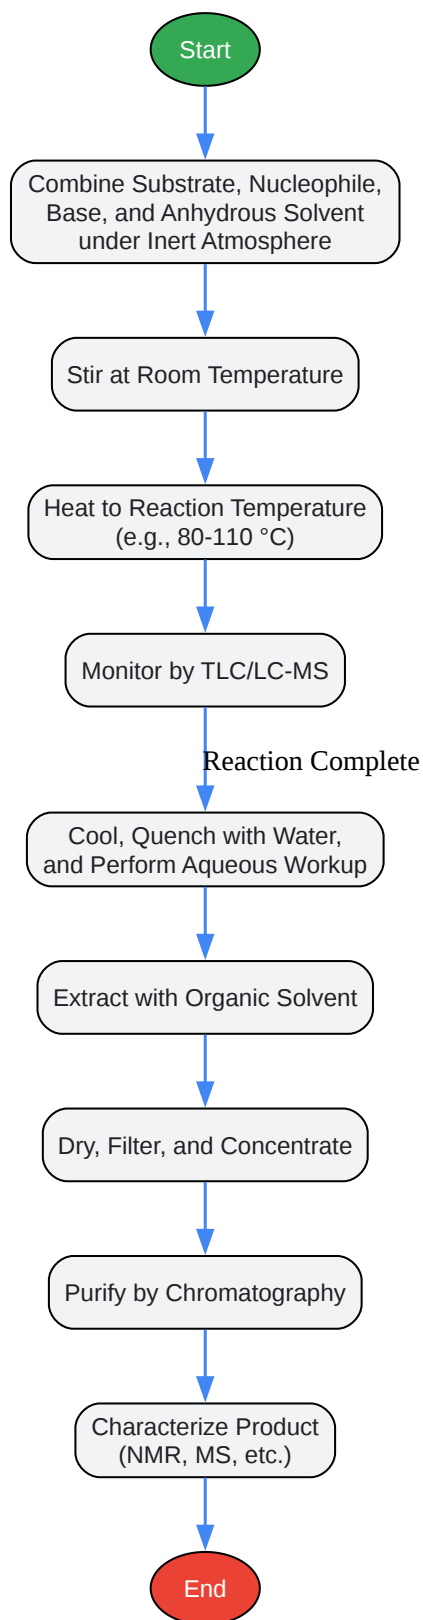 Start
Combine Substrate, Nucleophile,
Base, and Anhydrous Solvent
under Inert Atmosphere
Stir at Room Temperature
Heat to Reaction Temperature
(e.g., 80-110 °C)
Monitor by TLC/LC-MS
Reaction Complete
Cool, Quench with Water,
and Perform Aqueous Workup
Extract with Organic Solvent
Dry, Filter, and Concentrate
Purify by Chromatography
Characterize Product
(NMR, MS, etc.)
End